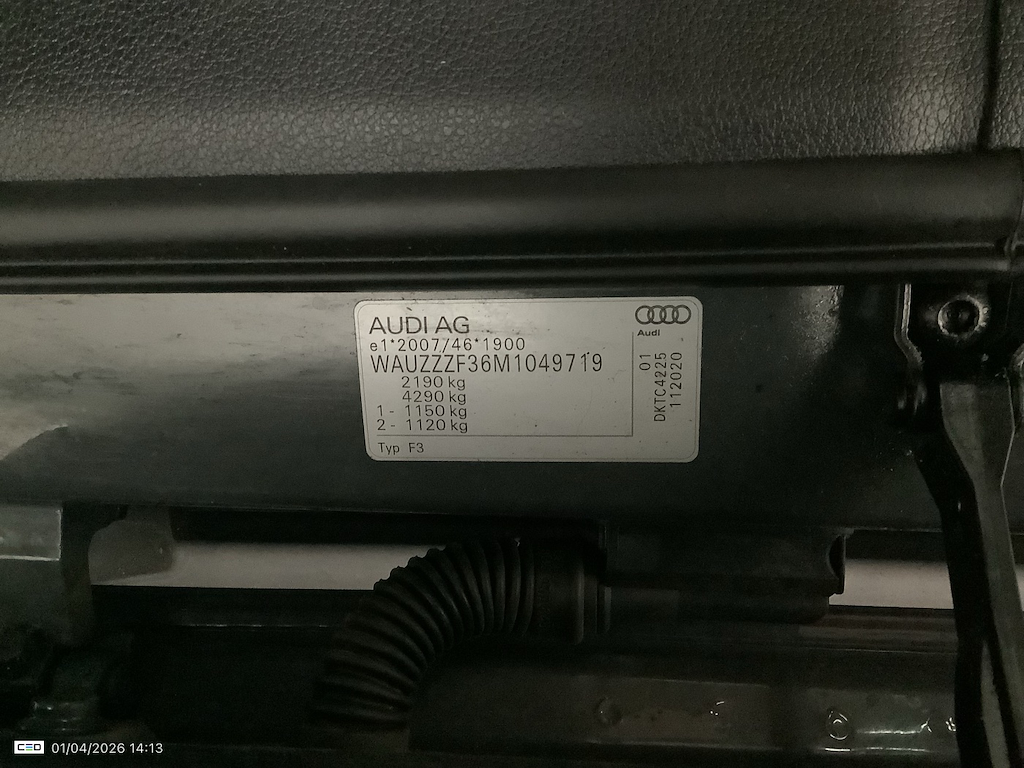 AUDI AG
e1*2007/46*1900
WAUZZZF36M1049719
2190 kg
4290 kg
1 - 1150 kg
2 - 1120 kg
Typ F3
Audi
01
DKTC4225
112020
CEO 01/04/2026 14:13